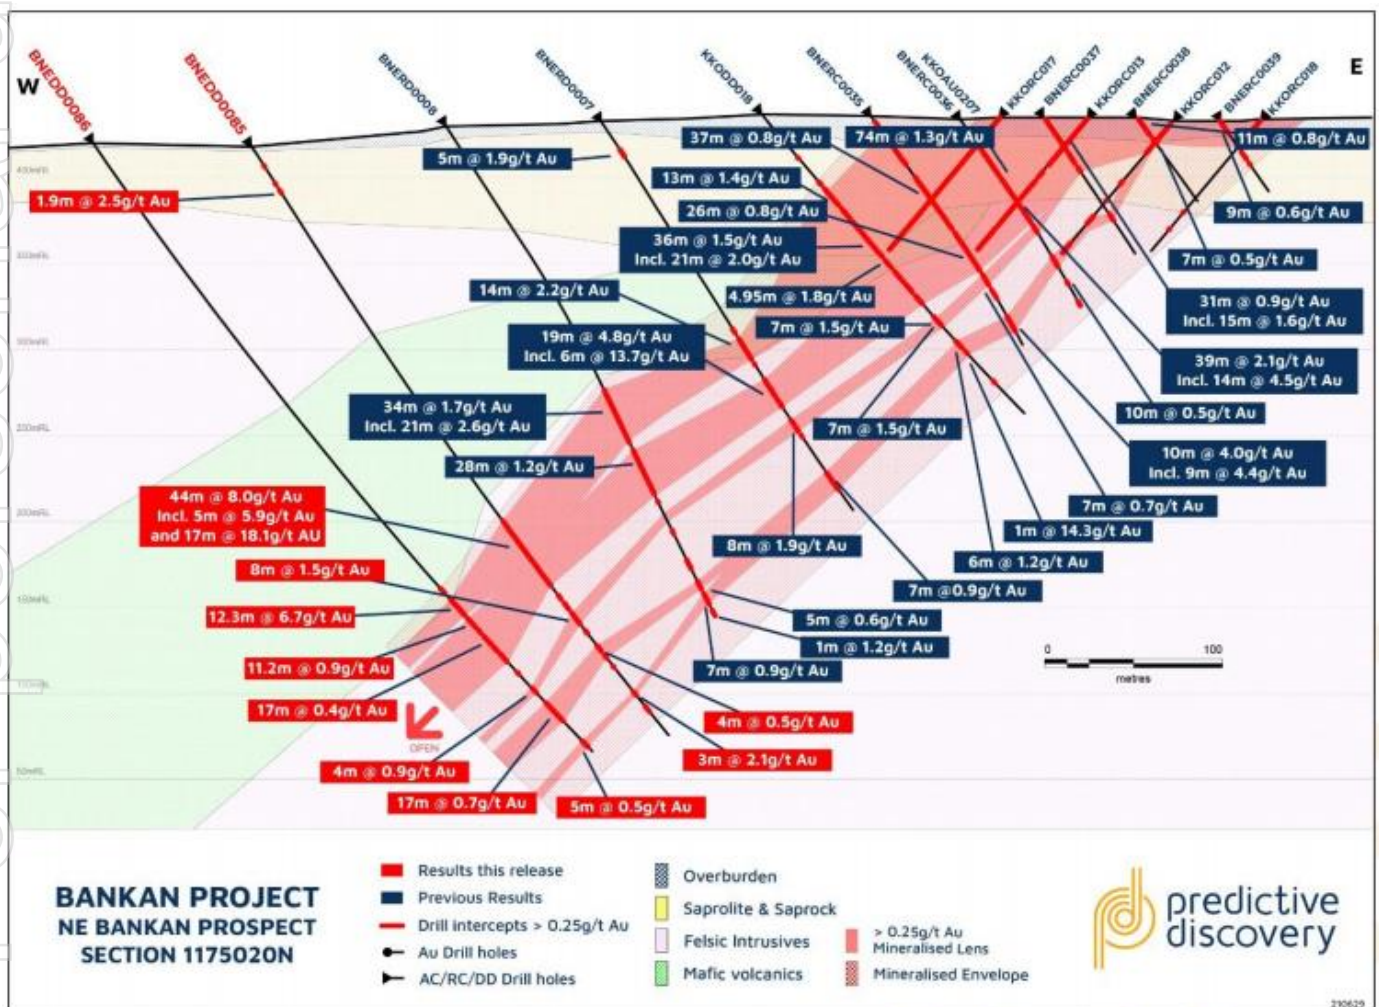 W
E
BNEDD0086
BNEDD0085
BNERD0008
BNERD0007
KKODD018
BNERC0035
BNERC0036
KKOAU0207
KKORC017
BNERC0037
KKORC013
BNERC0038
KKORC012
BNERC0039
KKORC018
37m @ 0.8g/t Au
74m @ 1.3g/t Au
11m @ 0.8g/t Au
5m @ 1.9g/t Au
13m @ 1.4g/t Au
1.9m @ 2.5g/t Au
26m @ 0.8g/t Au
9m @ 0.6g/t Au
36m @ 1.5g/t Au
Incl. 21m @ 2.0g/t Au
7m @ 0.5g/t Au
14m @ 2.2g/t Au
4.95m @ 1.8g/t Au
31m @ 0.9g/t Au
Incl. 15m @ 1.6g/t Au
7m @ 1.5g/t Au
19m @ 4.8g/t Au
Incl. 6m @ 13.7g/t Au
39m @ 2.1g/t Au
Incl. 14m @ 4.5g/t Au
34m @ 1.7g/t Au
Incl. 21m @ 2.6g/t Au
10m @ 0.5g/t Au
7m @ 1.5g/t Au
28m @ 1.2g/t Au
10m @ 4.0g/t Au
Incl. 9m @ 4.4g/t Au
44m @ 8.0g/t Au
Incl. 5m @ 5.9g/t Au
and 17m @ 18.1g/t AU
7m @ 0.7g/t Au
1m @ 14.3g/t Au
8m @ 1.9g/t Au
6m @ 1.2g/t Au
8m @ 1.5g/t Au
7m @0.9g/t Au
12.3m @ 6.7g/t Au
5m @ 0.6g/t Au
1m @ 1.2g/t Au
11.2m @ 0.9g/t Au
7m @ 0.9g/t Au
17m @ 0.4g/t Au
4m @ 0.5g/t Au
OPEN
3m @ 2.1g/t Au
4m @ 0.9g/t Au
17m @ 0.7g/t Au
5m @ 0.5g/t Au
0 100
metres
BANKAN PROJECT
NE BANKAN PROSPECT
SECTION 1175020N
Results this release
Previous Results
Drill intercepts > 0.25g/t Au
Au Drill holes
AC/RC/DD Drill holes
Overburden
Saprolite & Saprock
Felsic Intrusives
Mafic volcanics
> 0.25g/t Au
Mineralised Lens
Mineralised Envelope
predictive
discovery
210629